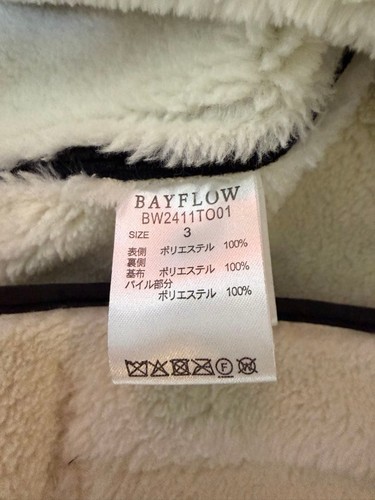 BAYFLOW
BW2411TO01
SIZE 3
表側 ポリエステル 100%
裏側
基布 ポリエステル 100%
パイル部分
ポリエステル 100%
F W